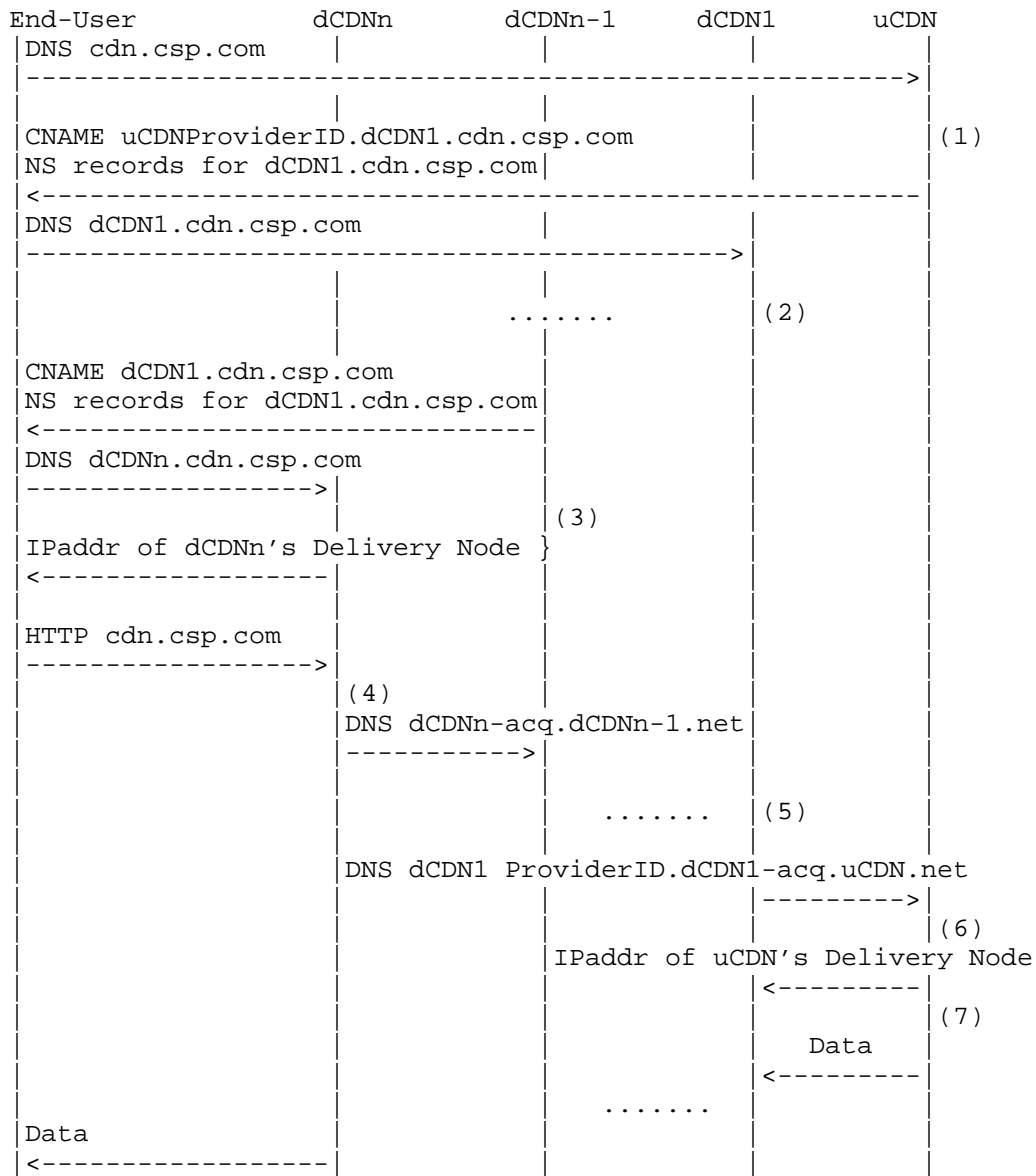 End-User dCDNn dCDNn-1 dCDN1 uCDN
DNS cdn.csp.com
CNAME uCDNProviderID.dCDN1.cdn.csp.com (1)
NS records for dCDN1.cdn.csp.com
DNS dCDN1.cdn.csp.com
....... (2)
CNAME dCDN1.cdn.csp.com
NS records for dCDN1.cdn.csp.com
DNS dCDNn.cdn.csp.com
(3)
IPaddr of dCDNn's Delivery Node }
HTTP cdn.csp.com
(4)
DNS dCDNn-acq.dCDNn-1.net
....... (5)
DNS dCDN1 ProviderID.dCDN1-acq.uCDN.net
(6)
IPaddr of uCDN's Delivery Node
(7)
Data
.......
Data